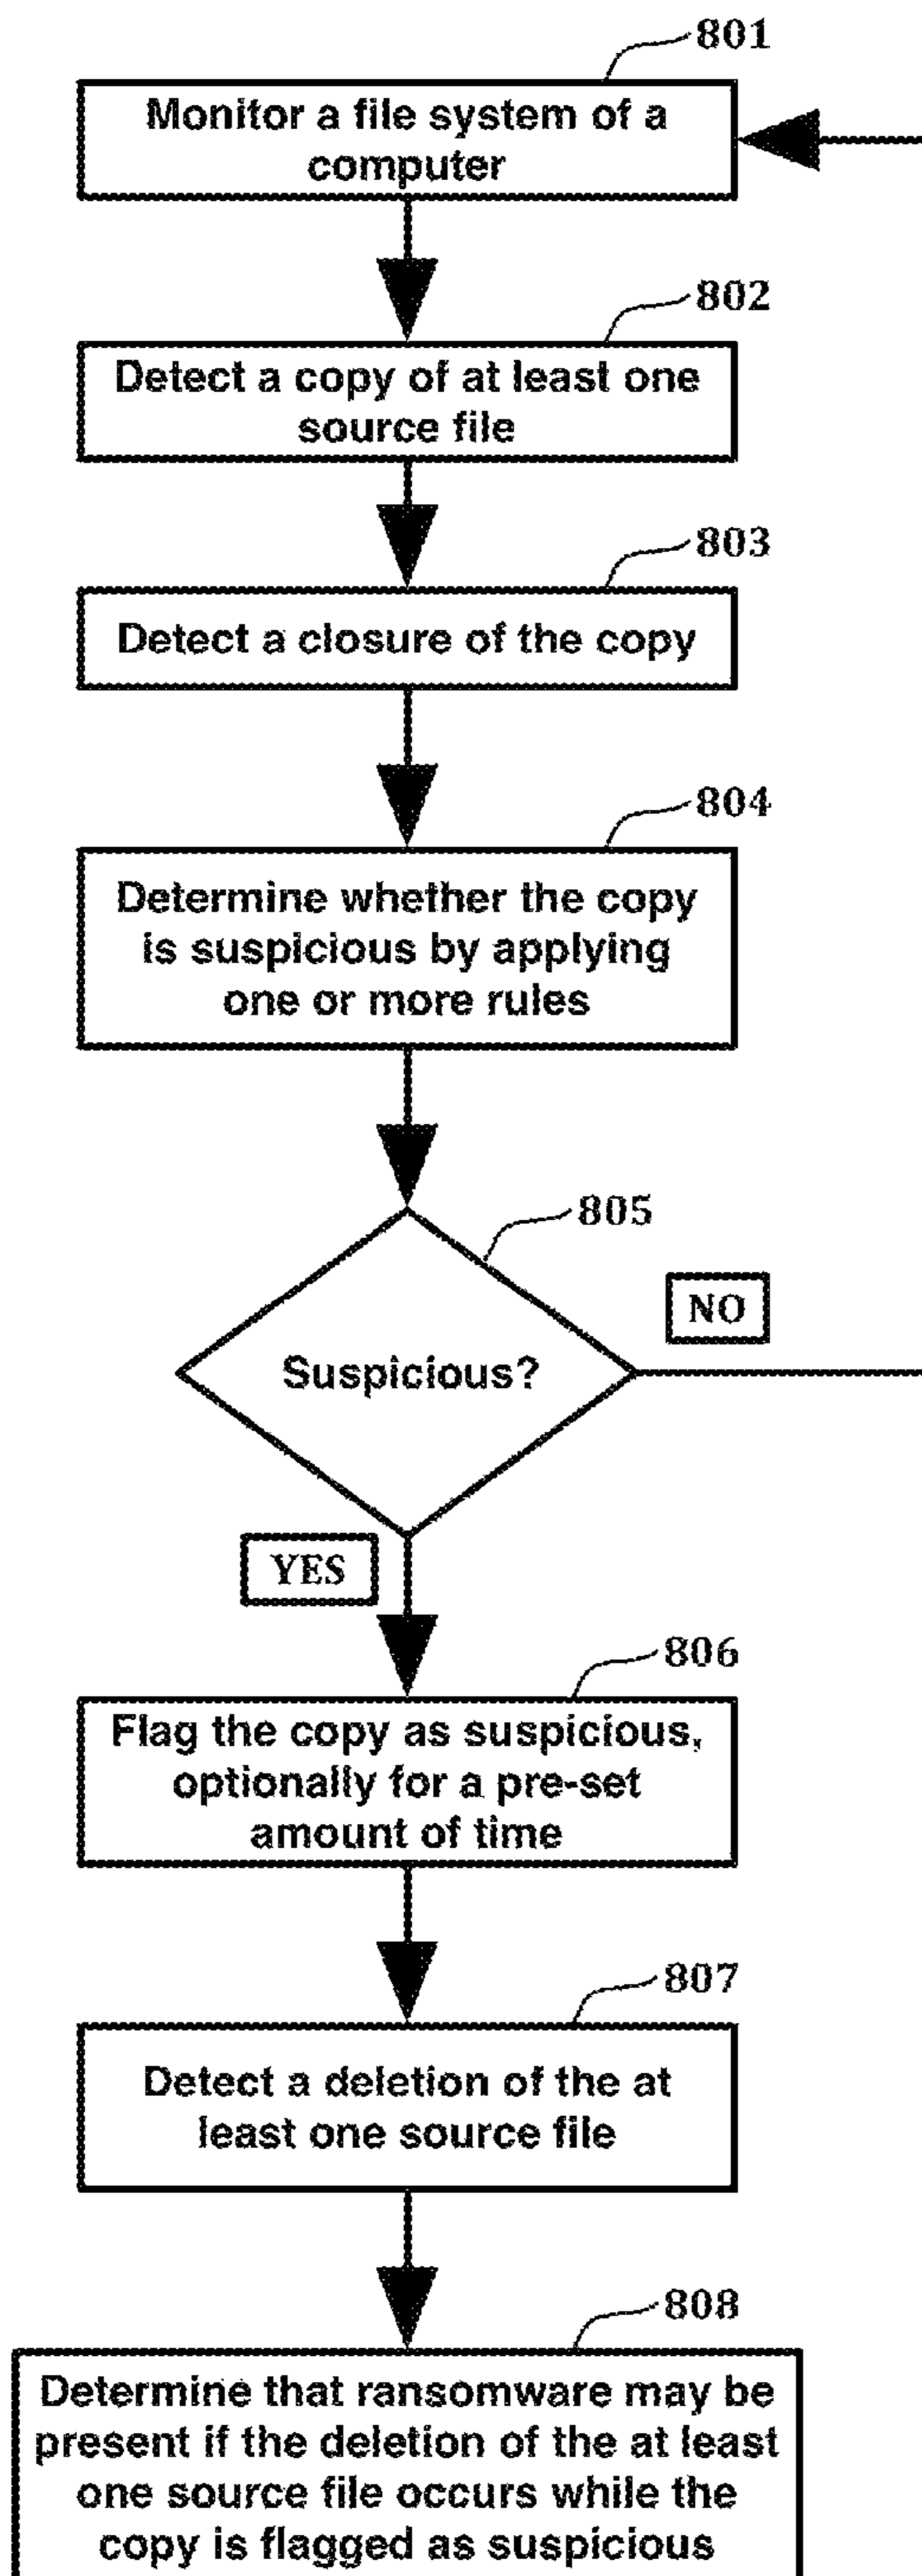 801
Monitor a file system of a
computer
802
Detect a copy of at least one
source file
803
Detect a closure of the copy
804
Determine whether the copy
is suspicious by applying
one or more rules
805
Suspicious?
NO
YES
806
Flag the copy as suspicious,
optionally for a pre-set
amount of time
807
Detect a deletion of the at
least one source file
808
Determine that ransomware may be
present if the deletion of the at least
one source file occurs while the
copy is flagged as suspicious